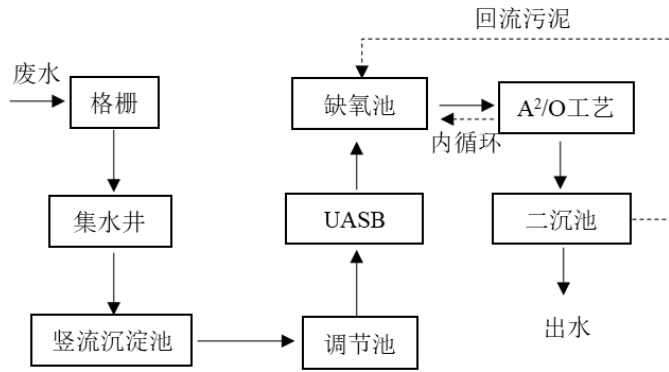 回流污泥
废水
格栅
缺氧池
A²/O工艺
内循环
集水井
UASB
二沉池
竖流沉淀池
调节池
出水